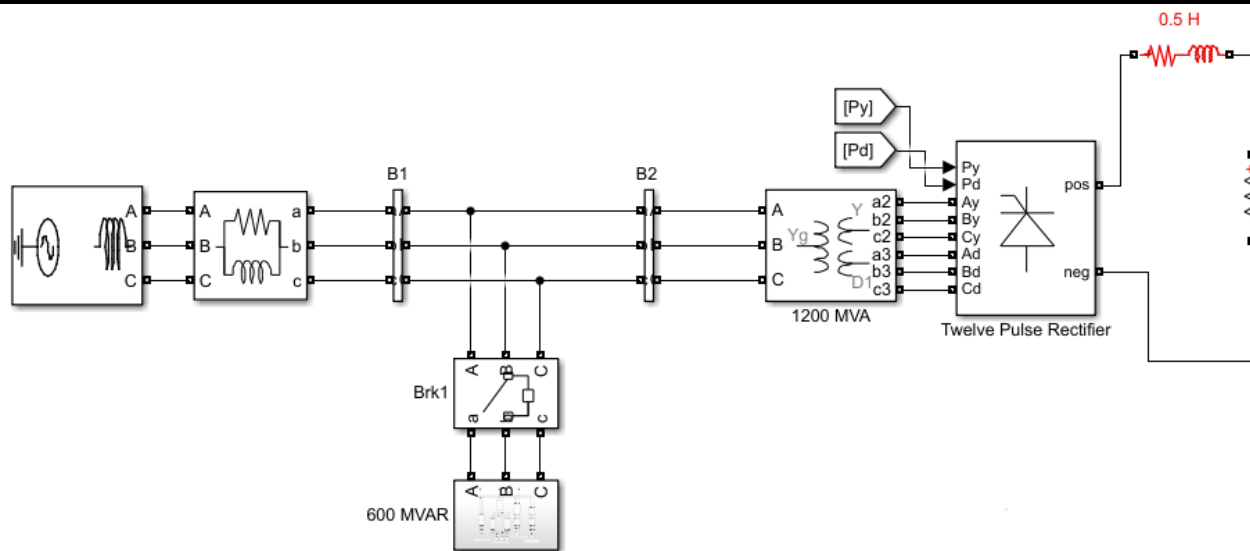 0.5 H
[Py]
[Pd]
B1
B2
A
B
C
A
B
C
a
b
c
A
B
C
Yg
Y
D1
a2
b2
c2
a3
b3
c3
1200 MVA
Py
Pd
Ay
By
Cy
Ad
Bd
Cd
pos
neg
Twelve Pulse Rectifier
Brk1
A
B
C
a
b
c
600 MVAR
A
B
C